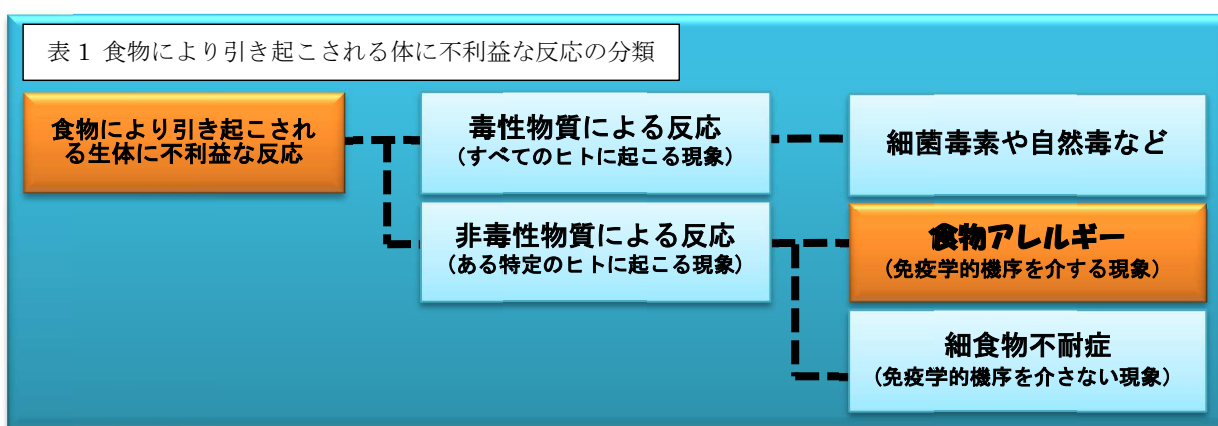 表1 食物により引き起こされる体に不利益な反応の分類
食物により引き起こされ
る生体に不利益な反応
毒性物質による反応
(すべてのヒトに起こる現象)
細菌毒素や自然毒など
非毒性物質による反応
(ある特定のヒトに起こる現象)
食物アレルギー
(免疫学的機序を介する現象)
細食物不耐症
(免疫学的機序を介さない現象)